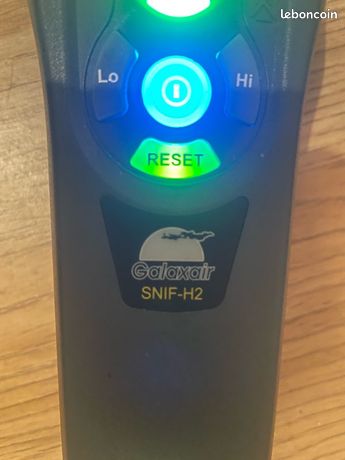 leboncoin
Lo
Hi
RESET
Galaxair
SNIF-H2